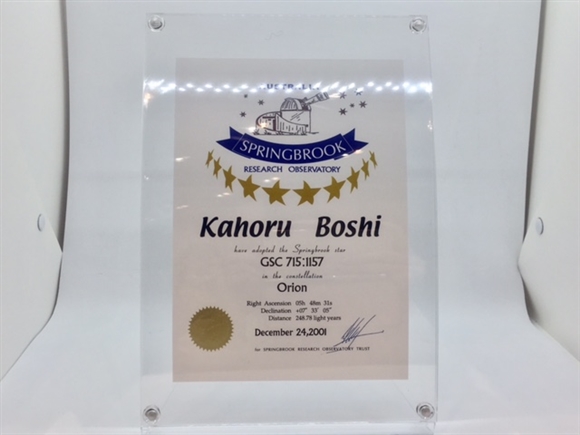 SPRINGBROOK
RESEARCH OBSERVATORY
Kahoru Boshi
have adopted the Springbrook star
GSC 715:1157
in the constellation
Orion
Right Ascension 05h 48m 31s
Declination +07° 33' 05"
Distance 248.78 light years
December 24,2001
for SPRINGBROOK RESEARCH OBSERVATORY TRUST